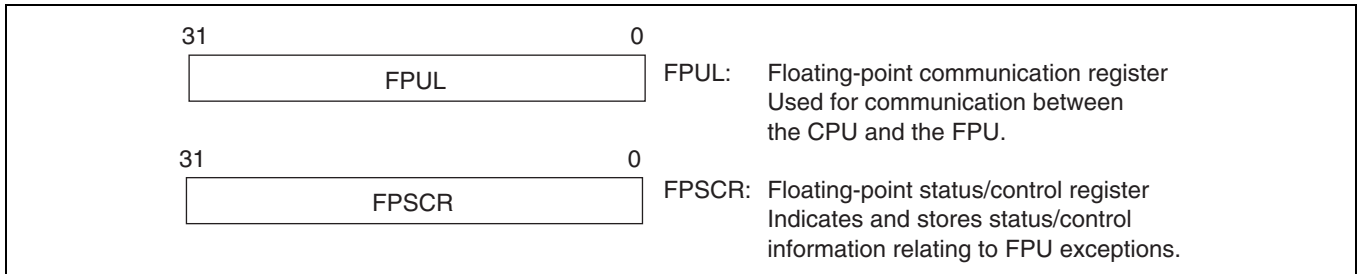 31 0
FPUL
FPUL: Floating-point communication register
Used for communication between
the CPU and the FPU.
31 0
FPSCR
FPSCR: Floating-point status/control register
Indicates and stores status/control
information relating to FPU exceptions.